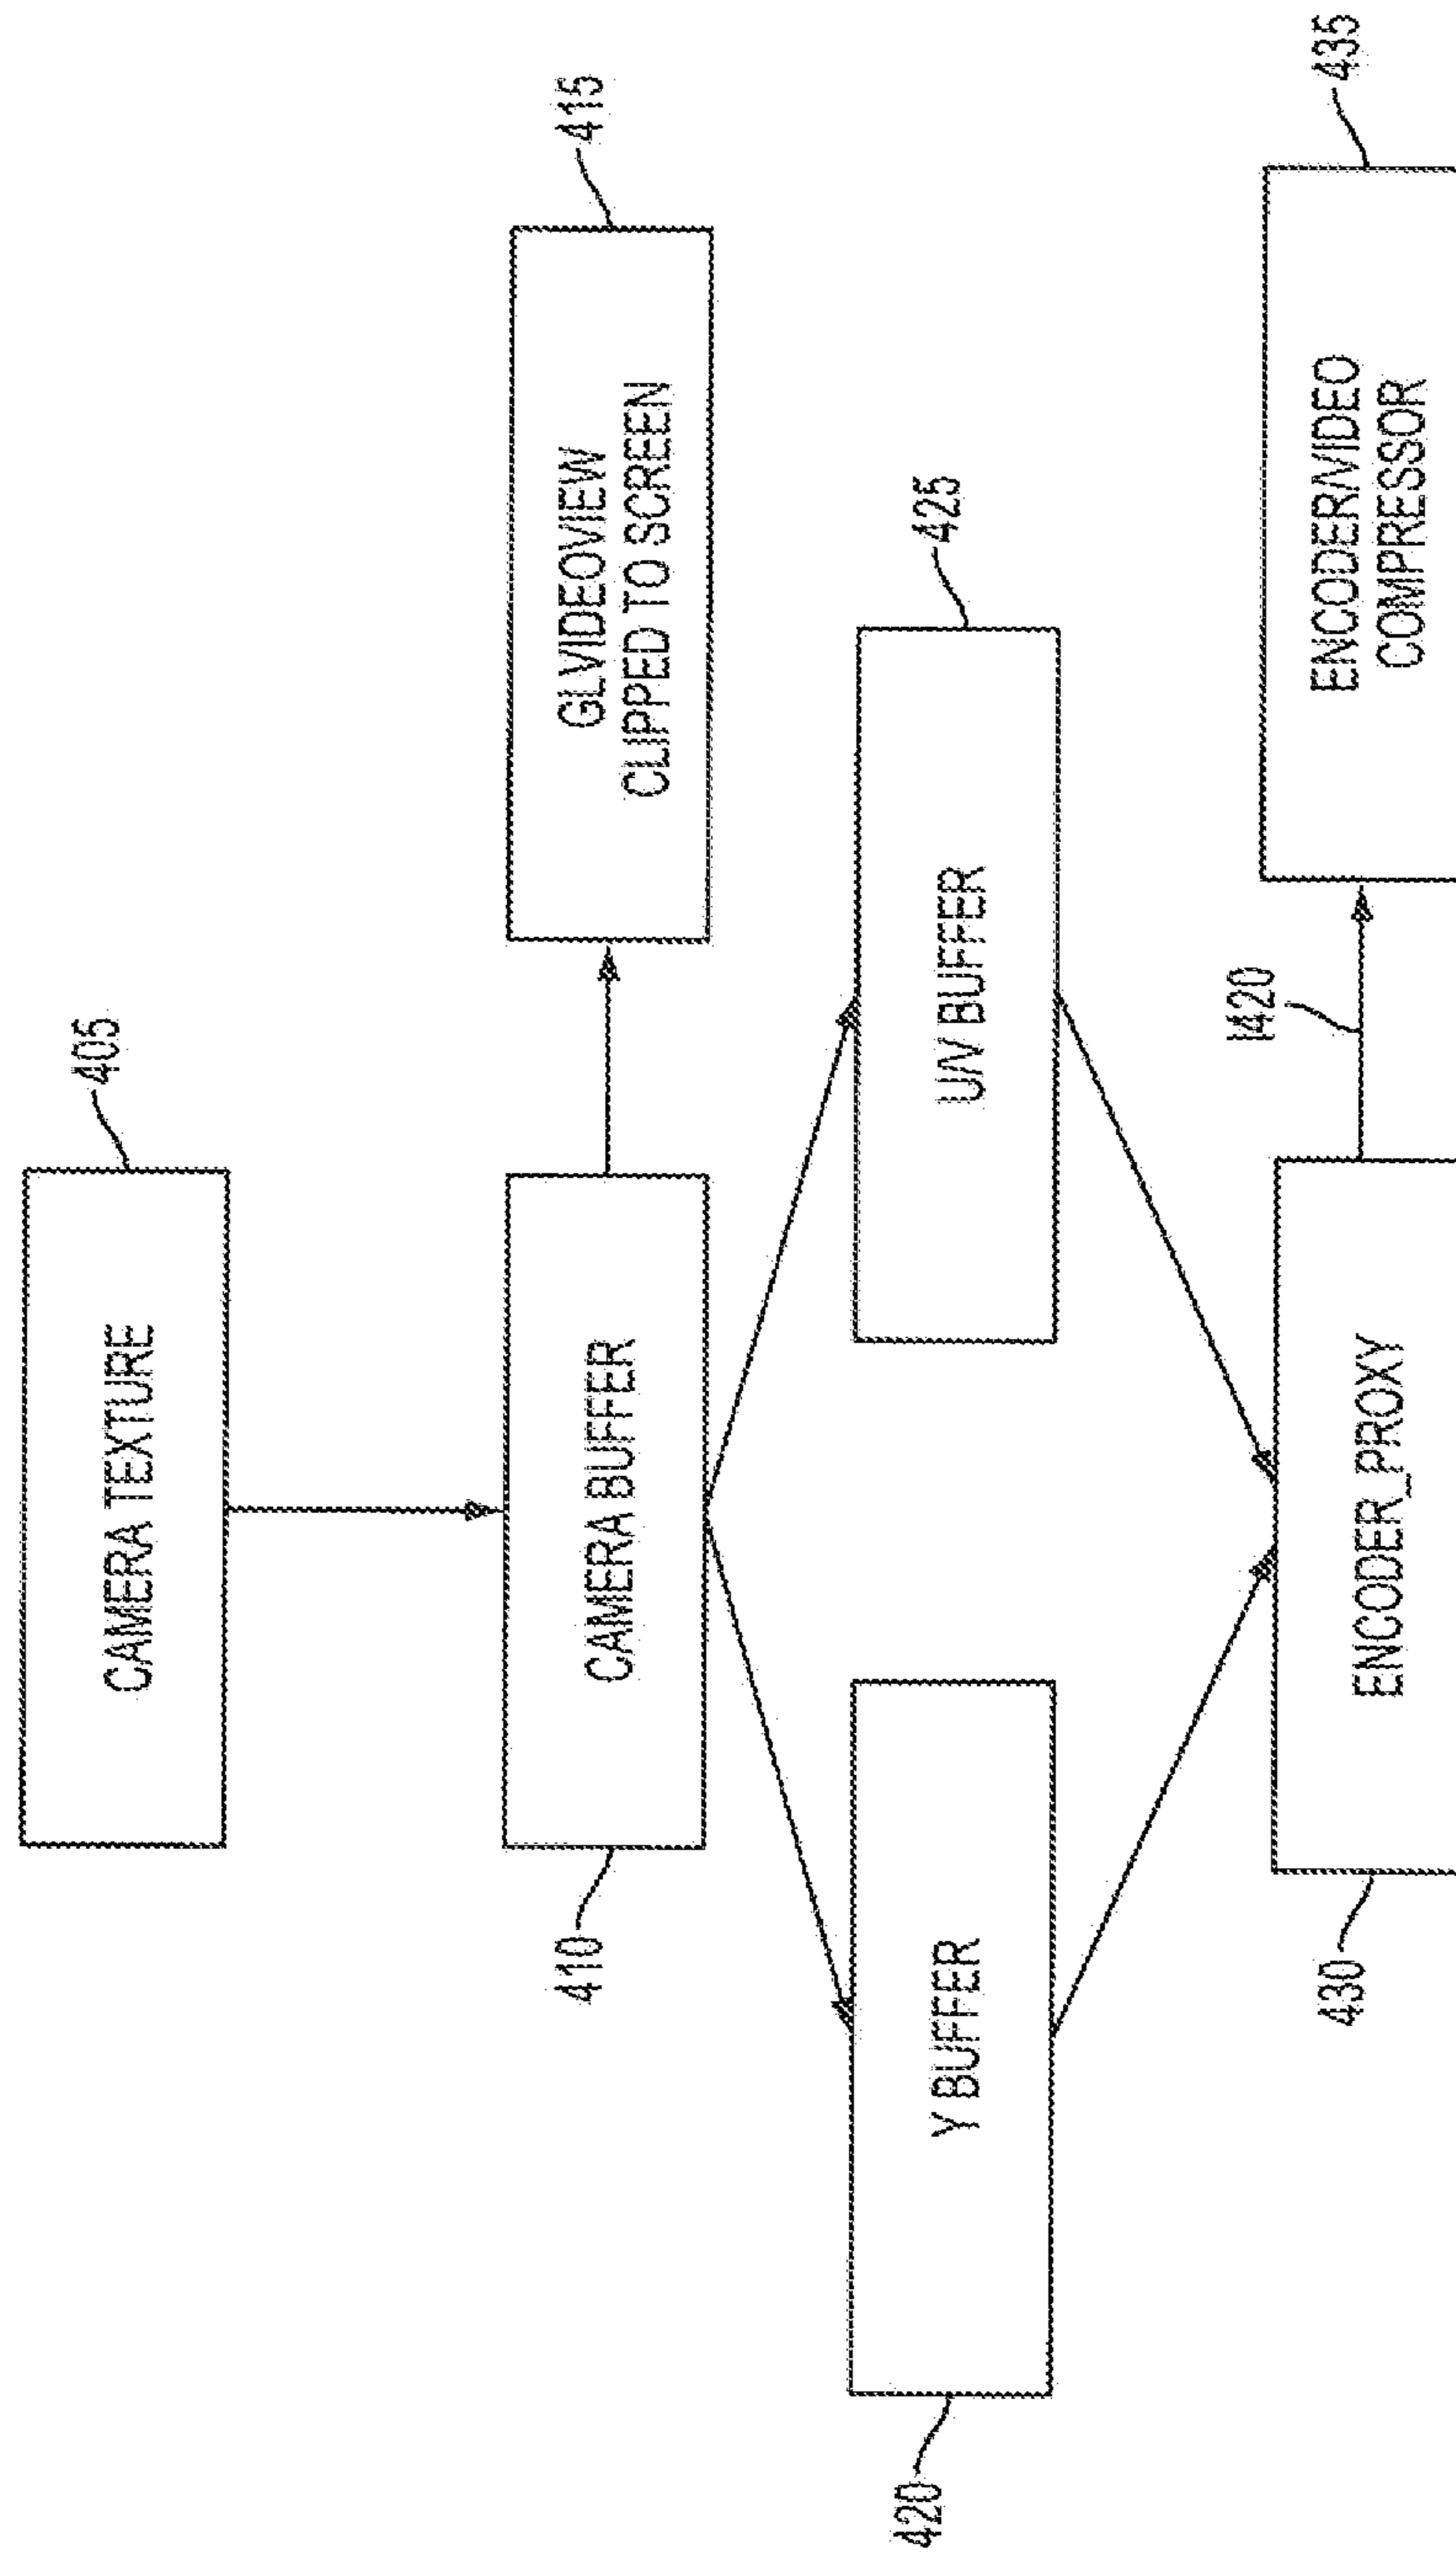 CAMERA TEXTURE
405
CAMERA BUFFER
410
GLVIDEOVIEW
CLIPPED TO SCREEN
415
Y BUFFER
420
U/V BUFFER
425
ENCODER_PROXY
430
I420
ENCODER/VIDEO
COMPRESSOR
435